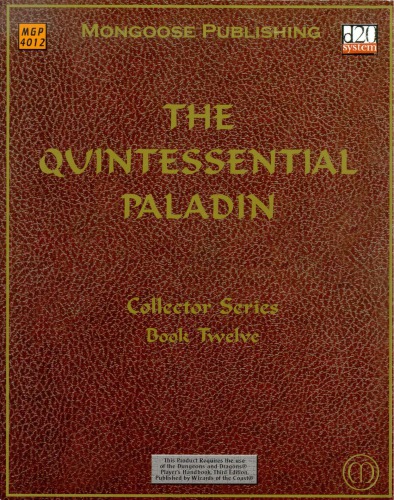 MGP
4012
MONGOOSE PUBLISHING
d20
system
THE
QUINTESSENTIAL
PALADIN
Collector Series
Book Twelve
This Product Requires the use
of the Dungeons and Dragons®
Player's Handbook, Third Edition,
Published by Wizards of the Coast®